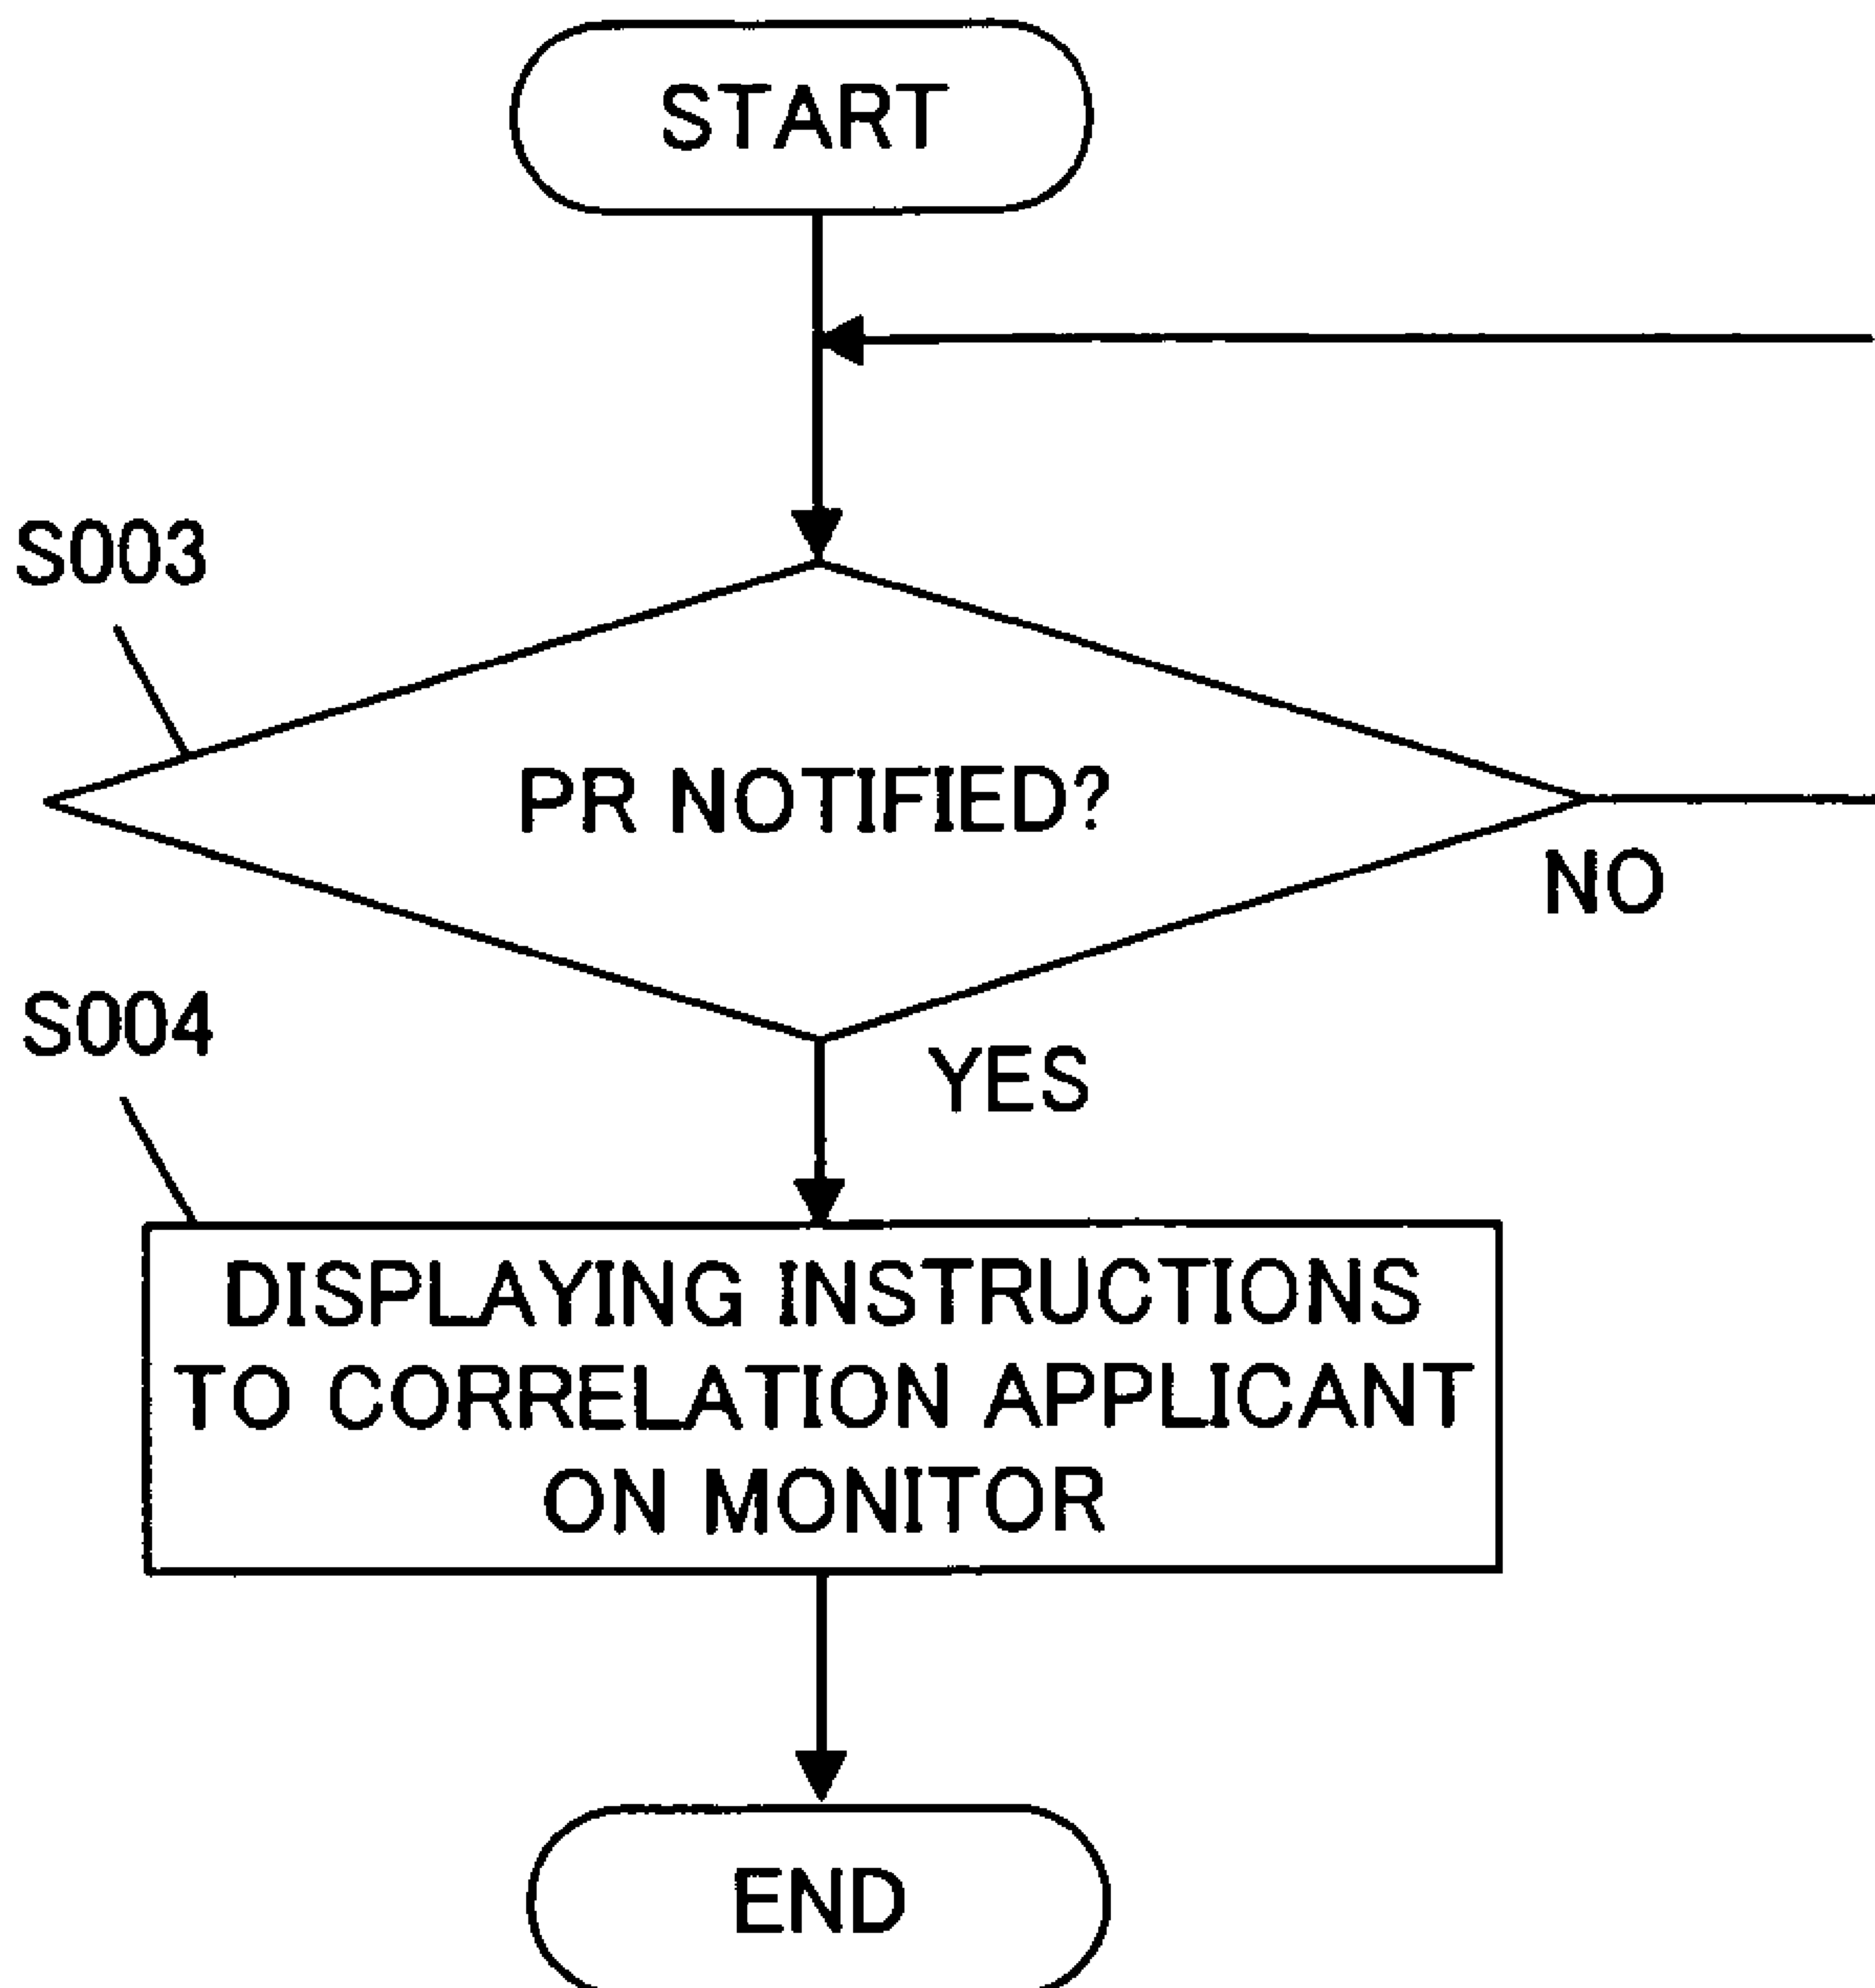 START
S003
PR NOTIFIED?
NO
S004
YES
DISPLAYING INSTRUCTIONS
TO CORRELATION APPLICANT
ON MONITOR
END